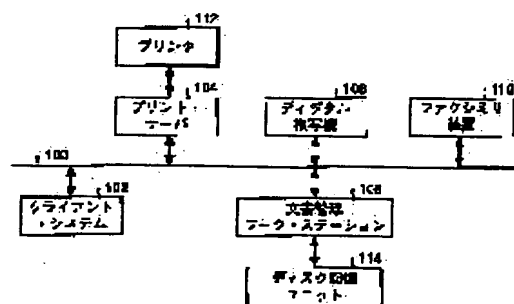 112
プリンタ
104
プリント
サーバ
108
ディジタル
複写機
110
ファクシミリ
装置
100
102
クライアント
・システム
106
文書管理
ワーク・ステーション
114
ディスク記憶
ユニット